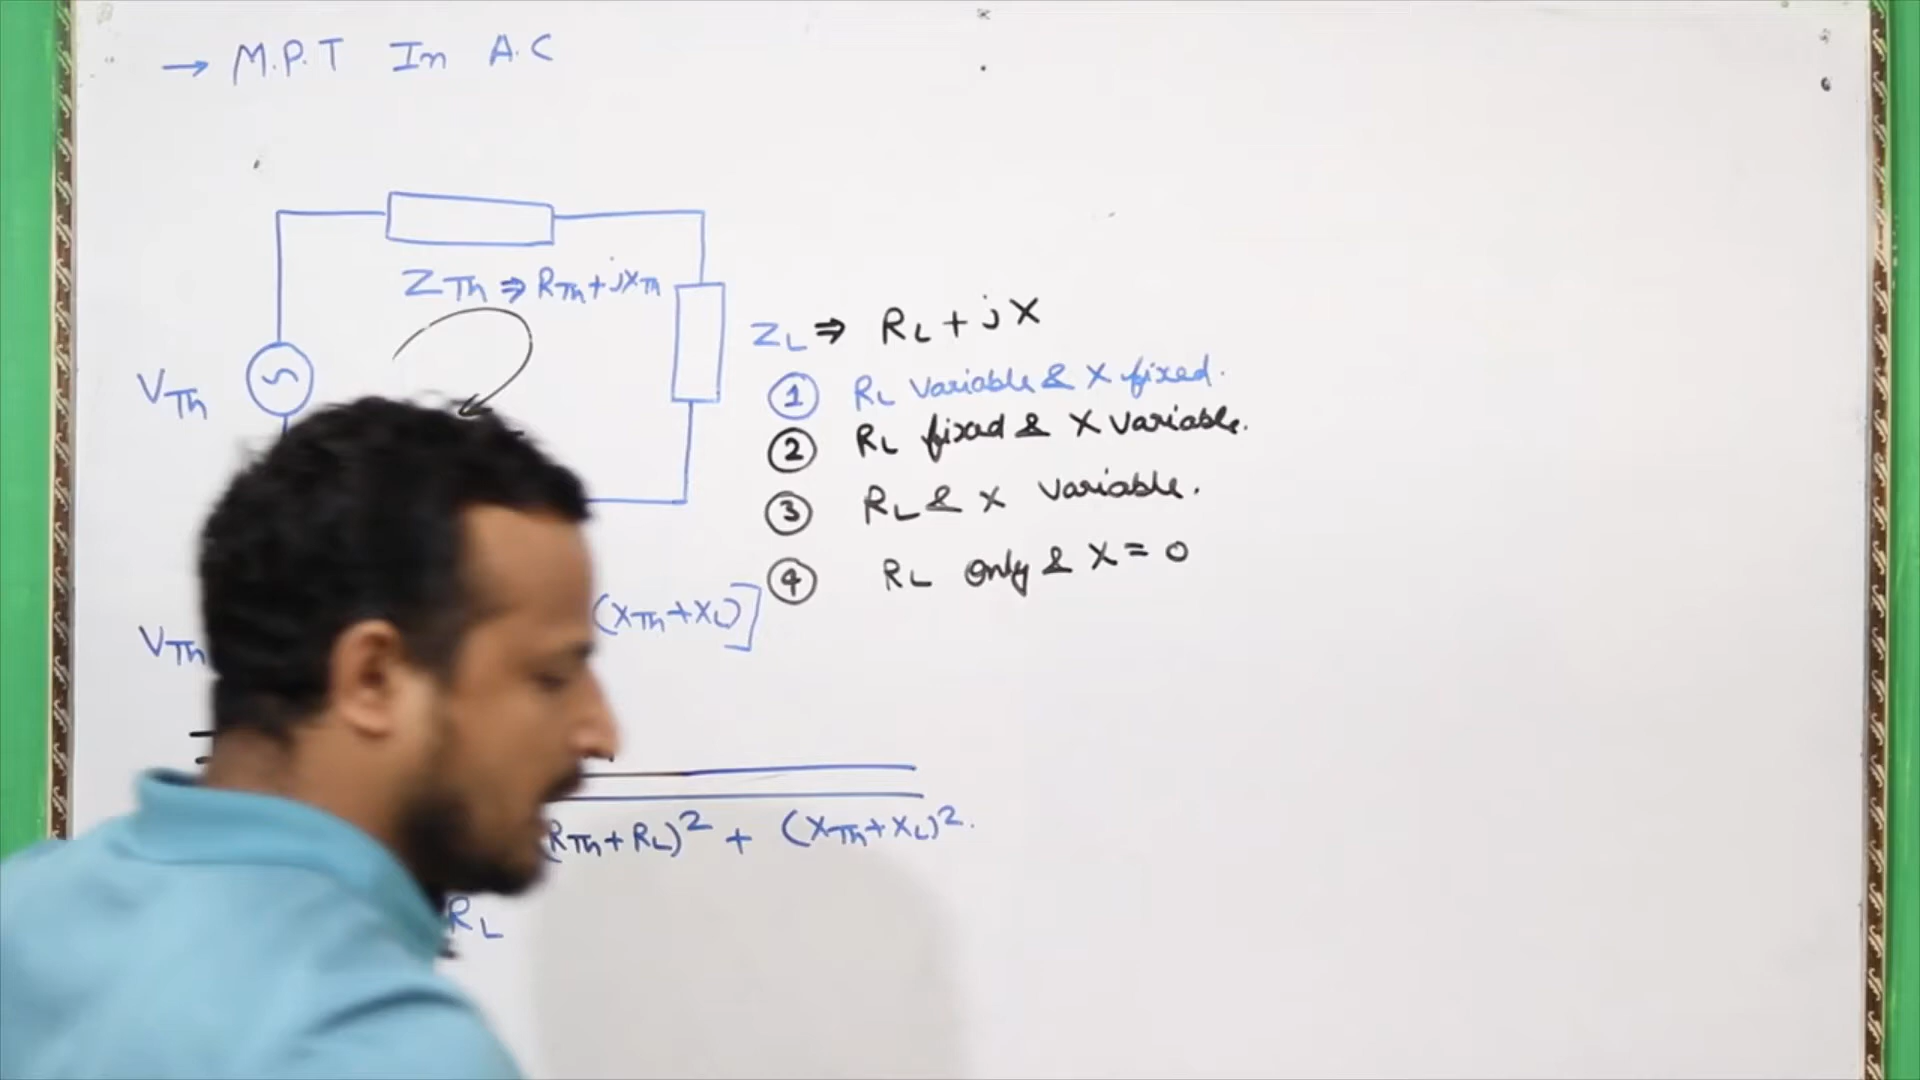 → M.P.T In A.C
ZTh ⇒ RTh + jXTh
ZL ⇒ RL + jX
VTh
① RL Variable & X fixed.
② RL fixed & X variable.
③ RL & X variable.
④ RL only & X = 0
VTh
(XTh + XL)]
RTh + RL)² + (XTh + XL)².
RL